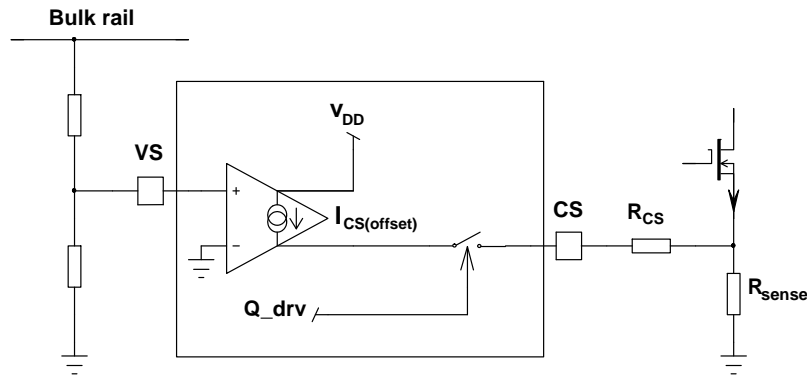 Bulk rail
VS
vDD
+
ICS(offset)
−
CS
RCS
Rsense
Q_drv